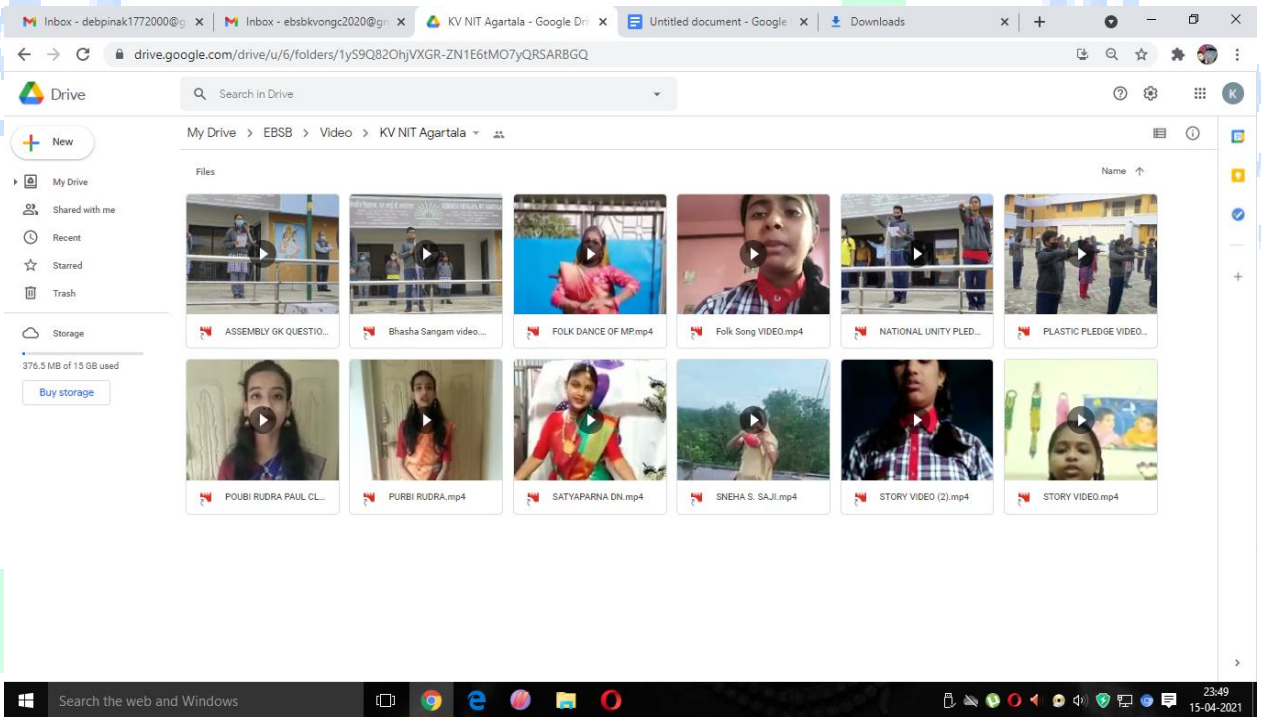 Inbox - debpinak1772000@g
Inbox - ebsbkvongc2020@gm
KV NIT Agartala - Google Dri
Untitled document - Google
Downloads
drive.google.com/drive/u/6/folders/1yS9Q82OhjVXGR-ZN1E6tMO7yQRSARBGQ
Drive
Search in Drive
K
New
My Drive > EBSB > Video > KV NIT Agartala
My Drive
Shared with me
Recent
Starred
Trash
Storage
376.5 MB of 15 GB used
Buy storage
Files
Name
ASSEMBLY GK QUESTIO...
Bhasha Sangam video....
FOLK DANCE OF MP.mp4
Folk Song VIDEO.mp4
NATIONAL UNITY PLED...
PLASTIC PLEDGE VIDEO...
POUBI RUDRA PAUL CL...
PURBI RUDRA.mp4
SATYAPARNA DN.mp4
SNEHA S. SAJI.mp4
STORY VIDEO (2).mp4
STORY VIDEO.mp4
Search the web and Windows
23:49
15-04-2021